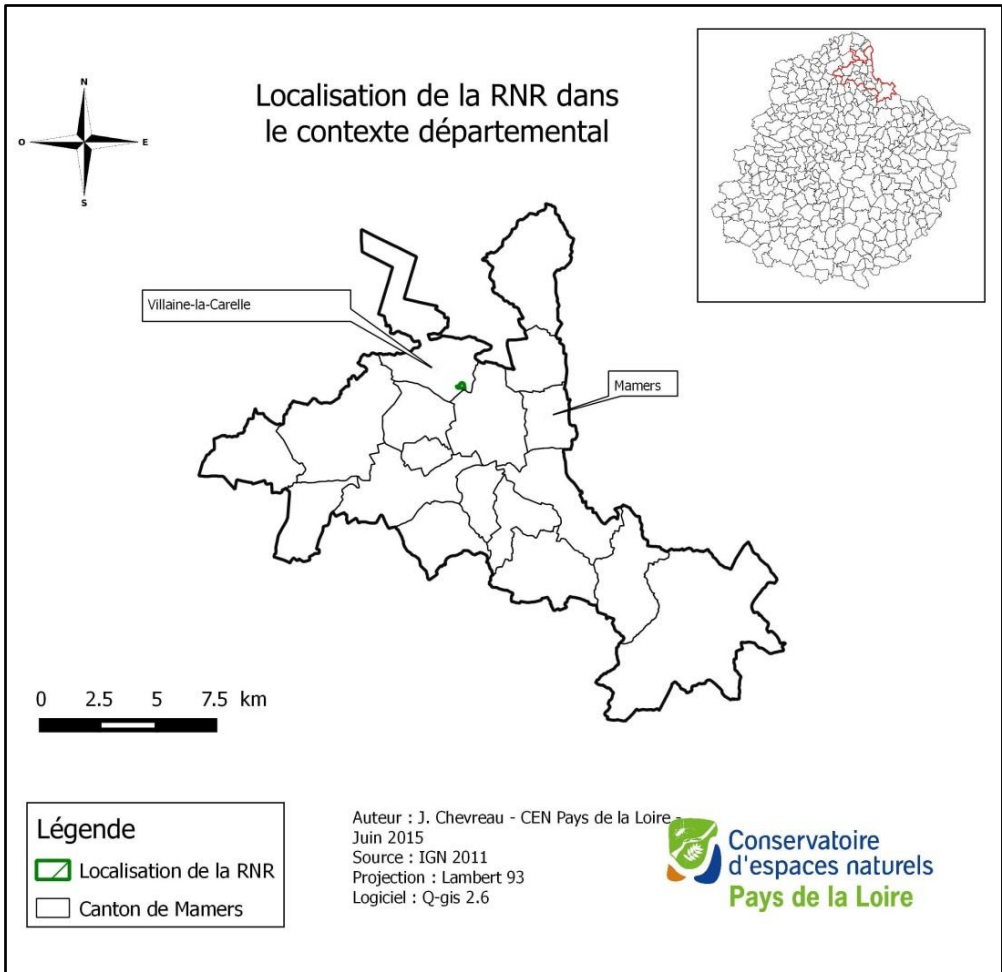 Localisation de la RNR dans
le contexte départemental
N
O
E
S
Villaine-la-Carelle
Mamers
0 2.5 5 7.5 km
Légende
Localisation de la RNR
Canton de Mamers
Auteur : J. Chevreau - CEN Pays de la Loire -
Juin 2015
Source : IGN 2011
Projection : Lambert 93
Logiciel : Q-gis 2.6
Conservatoire
d'espaces naturels
Pays de la Loire